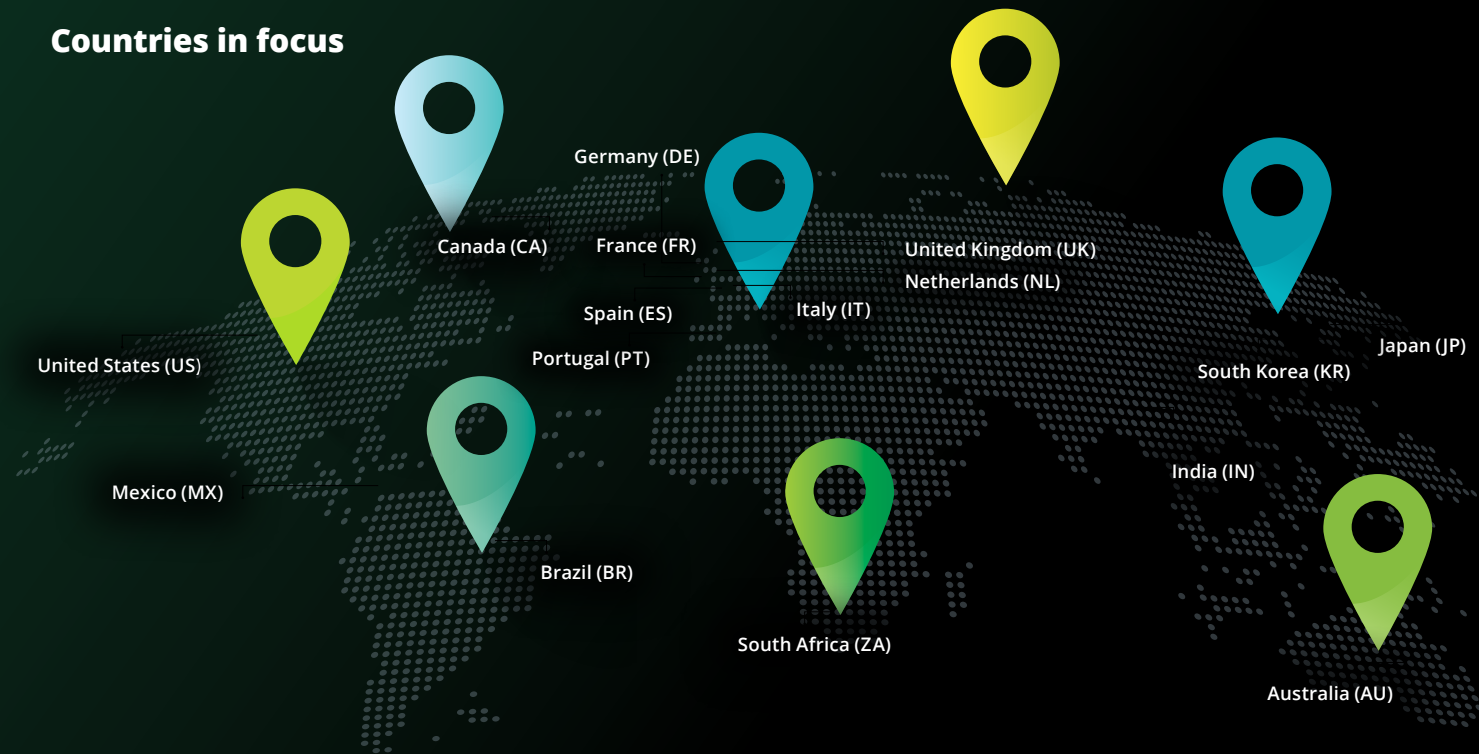 Countries in focus
Germany (DE)
Canada (CA)
France (FR)
United Kingdom (UK)
Netherlands (NL)
Spain (ES)
Italy (IT)
Portugal (PT)
United States (US)
Japan (JP)
South Korea (KR)
India (IN)
Mexico (MX)
Brazil (BR)
South Africa (ZA)
Australia (AU)